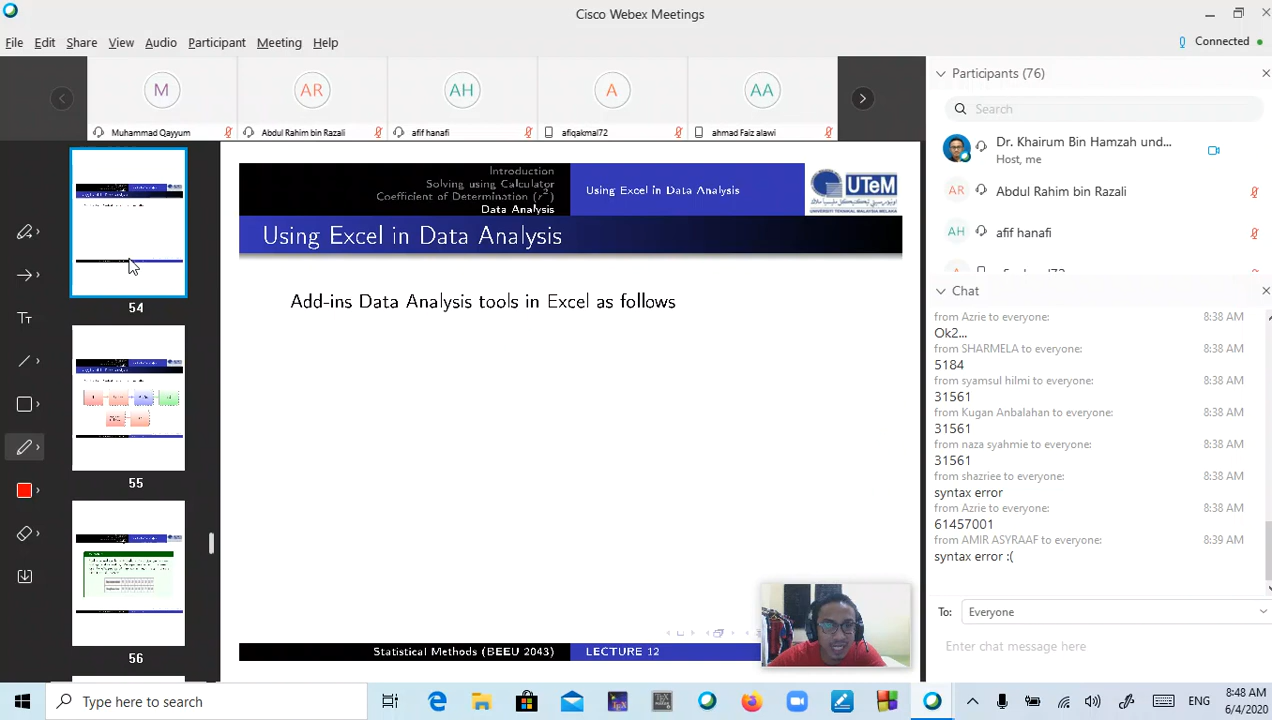 Cisco Webex Meetings
File Edit Share View Audio Participant Meeting Help
Connected
M
AR
AH
A
AA
Muhammad Qayyum
Abdul Rahim bin Razali
afif hanafi
afiqakmal72
ahmad Faiz alawi
Participants (76)
Search
Dr. Khairum Bin Hamzah und...
Host, me
AR
Abdul Rahim bin Razali
AH
afif hanafi
Chat
from Azrie to everyone: 8:38 AM
Ok2...
from SHARMELA to everyone: 8:38 AM
5184
from syamsul hilmi to everyone: 8:38 AM
31561
from Kugan Anbalahan to everyone: 8:38 AM
31561
from naza syahmie to everyone: 8:38 AM
31561
from shazriee to everyone: 8:38 AM
syntax error
from Azrie to everyone: 8:38 AM
61457001
from AMIR ASYRAAF to everyone: 8:39 AM
syntax error :(
To: Everyone
Enter chat message here
54
55
56
Introduction
Solving using Calculator
Coefficient of Determination (r²)
Data Analysis
Using Excel in Data Analysis
UTeM
UNIVERSITI TEKNIKAL MALAYSIA MELAKA
Using Excel in Data Analysis
Add-ins Data Analysis tools in Excel as follows
Statistical Methods (BEEU 2043)
LECTURE 12
Type here to search
ENG
8:48 AM
6/4/2020